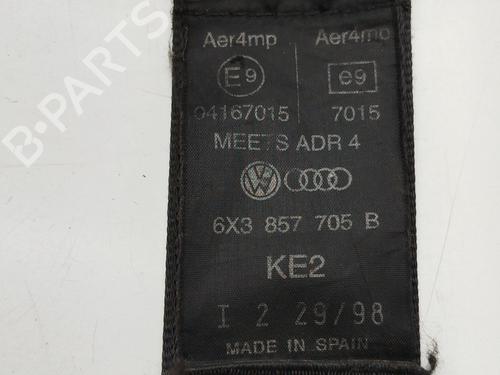 B-PARTS
Aer4mp Aer4mp
E9 e9
04167015 7015
MEETS ADR 4
6X3 857 705 B
KE2
I 2 29/98
MADE IN SPAIN